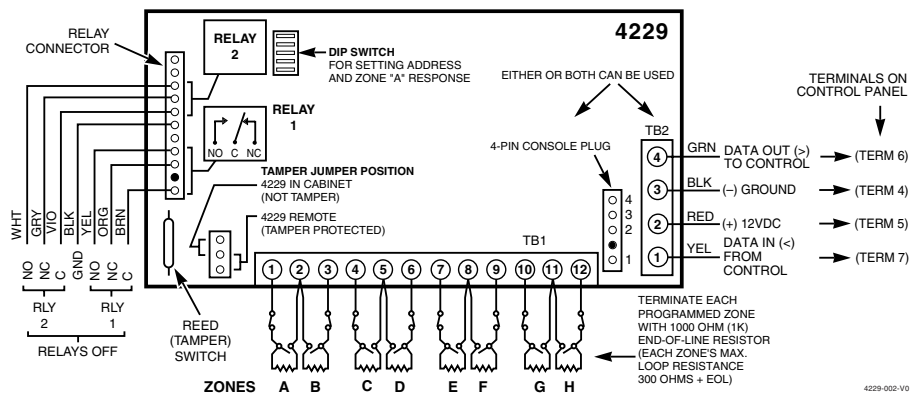 4229
RELAY
CONNECTOR
RELAY
2
DIP SWITCH
FOR SETTING ADDRESS
AND ZONE "A" RESPONSE
EITHER OR BOTH CAN BE USED
TERMINALS ON
CONTROL PANEL
RELAY
1
NO C NC
TB2
4-PIN CONSOLE PLUG
4 GRN DATA OUT (>)
TO CONTROL (TERM 6)
3 BLK (–) GROUND (TERM 4)
2 RED (+) 12VDC (TERM 5)
1 YEL DATA IN (<)
FROM
CONTROL (TERM 7)
4
3
2
1
TAMPER JUMPER POSITION
4229 IN CABINET
(NOT TAMPER)
4229 REMOTE
(TAMPER PROTECTED)
TB1
1 2 3 4 5 6 7 8 9 10 11 12
WHT GRY VIO BLK YEL ORG BRN
NO NC C GND NO NC C
RLY
2
RLY
1
RELAYS OFF
REED
(TAMPER)
SWITCH
TERMINATE EACH
PROGRAMMED ZONE
WITH 1000 OHM (1K)
END-OF-LINE RESISTOR
(EACH ZONE'S MAX.
LOOP RESISTANCE
300 OHMS + EOL)
ZONES A B C D E F G H
4229-002-V0